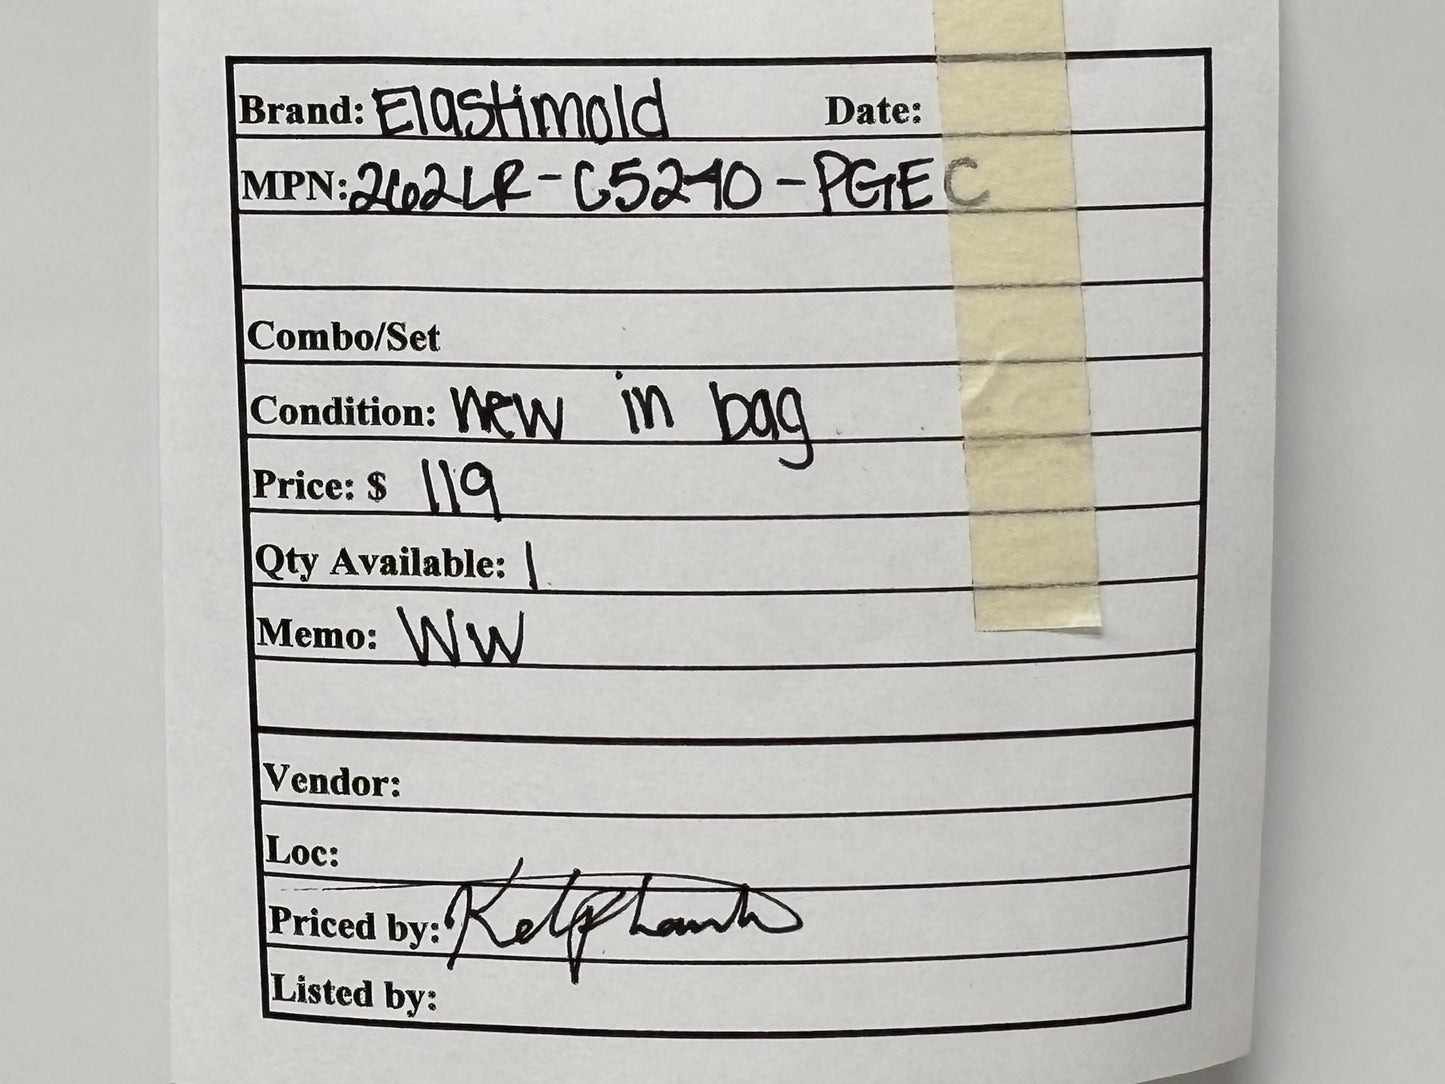 Brand: Elastimold Date:
MPN: 262LR-C5240-PGEC
Combo/Set
Condition: new in bag
Price: $ 119
Qty Available: 1
Memo: WW
Vendor:
Loc:
Priced by:
Listed by: